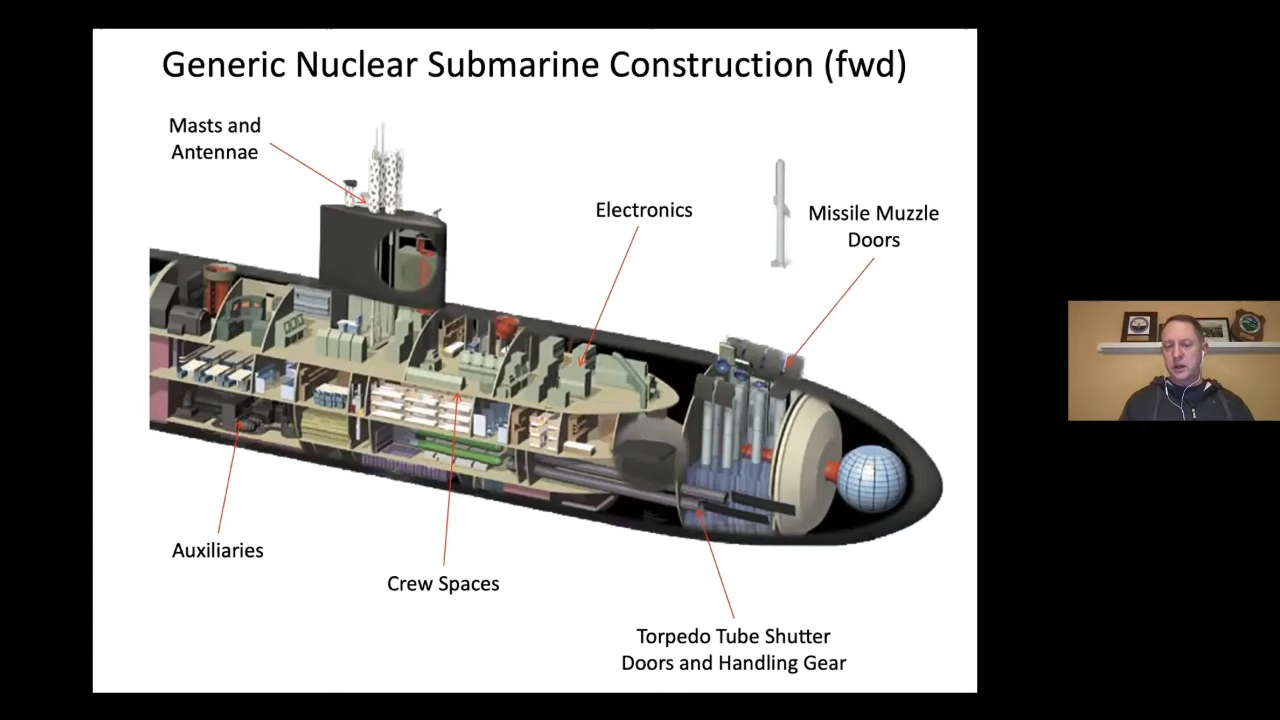 Generic Nuclear Submarine Construction (fwd)
Masts and
Antennae
Electronics
Missile Muzzle
Doors
Auxiliaries
Crew Spaces
Torpedo Tube Shutter
Doors and Handling Gear